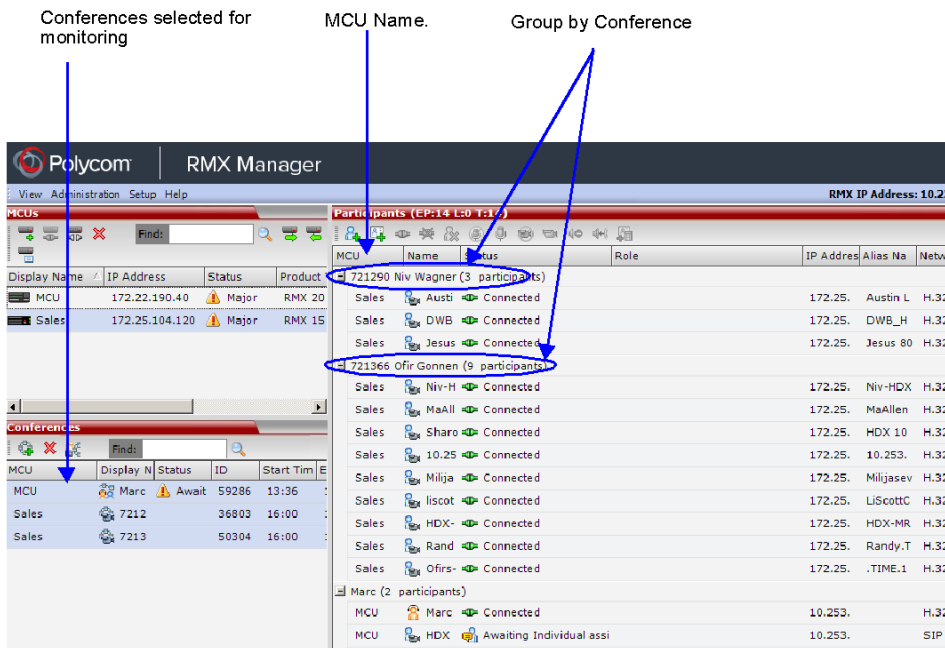 Conferences selected for
monitoring
MCU Name.
Group by Conference
Polycom
RMX Manager
View Administration Setup Help
RMX IP Address: 10.2
MCUs
Find:
Display Name IP Address Status Product
MCU 172.22.190.40 Major RMX 20
Sales 172.25.104.120 Major RMX 15
Conferences
Find:
MCU Display N Status ID Start Tim E
MCU Marc Await 59286 13:36
Sales 7212 36803 16:00
Sales 7213 50304 16:00
Participants (EP:14 L:0 T:14)
MCU Name Status Role IP Addres Alias Na Netw
721290 Niv Wagner (3 participants)
Sales Austi Connected 172.25. Austin L H.32
Sales DWB Connected 172.25. DWB_H H.32
Sales Jesus Connected 172.25. Jesus 80 H.32
721366 Ofir Gonnen (9 participants)
Sales Niv-H Connected 172.25. Niv-HDX H.32
Sales MaAll Connected 172.25. MaAllen H.32
Sales Sharo Connected 172.25. HDX 10 H.32
Sales 10.25 Connected 172.25. 10.253. H.32
Sales Milija Connected 172.25. Milijasev H.32
Sales liscot Connected 172.25. LiScottC H.32
Sales HDX- Connected 172.25. HDX-MR H.32
Sales Rand Connected 172.25. Randy.T H.32
Sales Ofirs- Connected 172.25. .TIME.1 H.32
Marc (2 participants)
MCU Marc Connected 10.253. H.32
MCU HDX Awaiting Individual assi 10.253. SIP